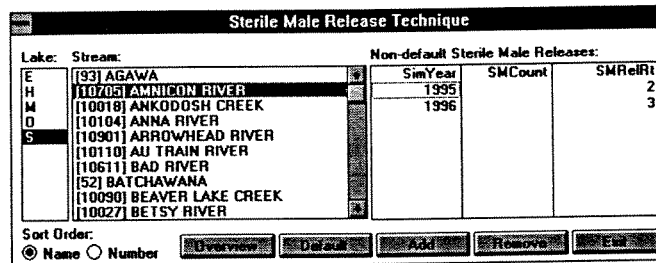 Sterile Male Release Technique
Lake: Stream: Non-default Sterile Male Releases:
E
H
M
O
S
[93] AGAWA
[10705] AMNICON RIVER
[10018] ANKODOSH CREEK
[10104] ANNA RIVER
[10901] ARROWHEAD RIVER
[10110] AU TRAIN RIVER
[10611] BAD RIVER
[52] BATCHAWANA
[10090] BEAVER LAKE CREEK
[10027] BETSY RIVER
SimYear SMCount SMRelRt
1995 2
1996 3
Sort Order:
Name Number
Overview Default Add Remove Exit